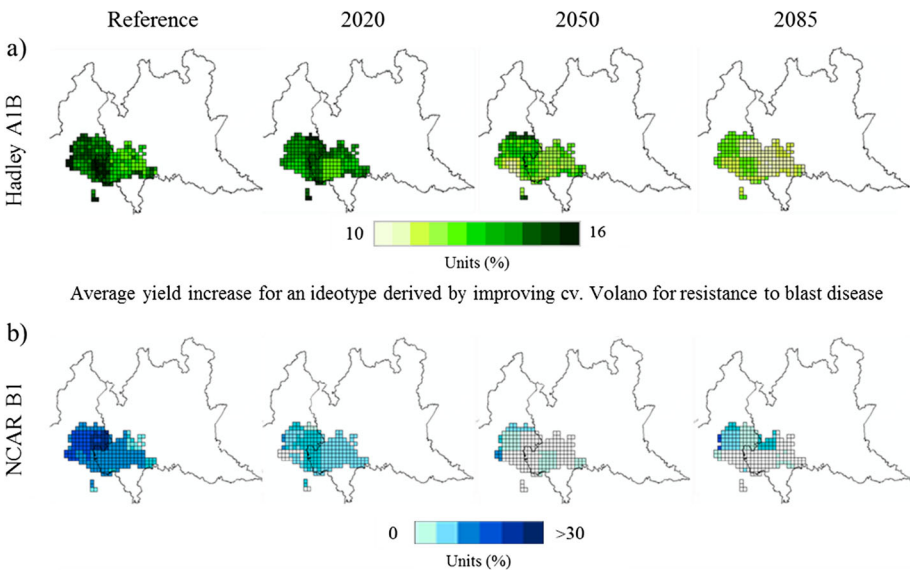 Reference 2020 2050 2085
a)
Hadley A1B
10 16
Units (%)
Average yield increase for an ideotype derived by improving cv. Volano for resistance to blast disease
b)
NCAR B1
0 >30
Units (%)